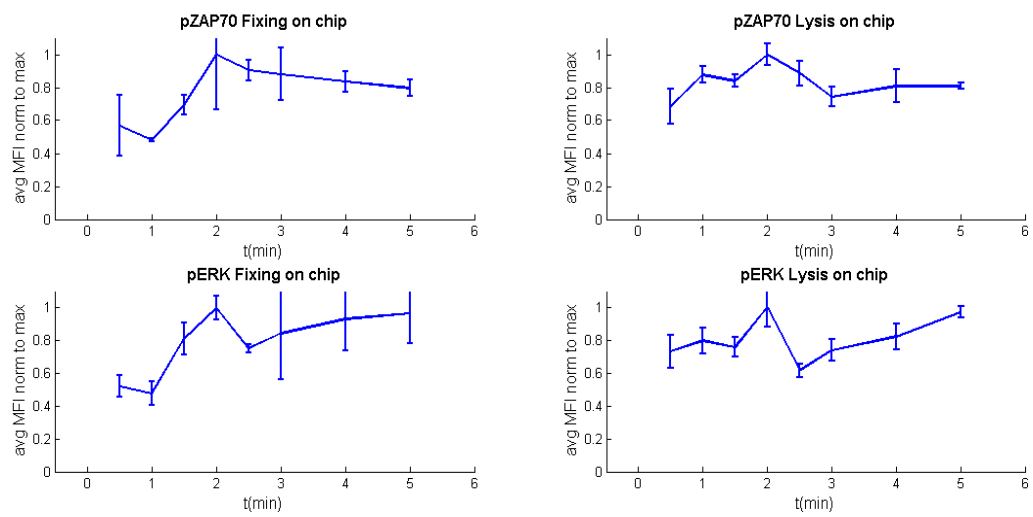 pZAP70 Fixing on chip
avg MFI norm to max
1
0.8
0.6
0.4
0.2
0
0 1 2 3 4 5 6
t(min)
pZAP70 Lysis on chip
avg MFI norm to max
1
0.8
0.6
0.4
0.2
0
0 1 2 3 4 5 6
t(min)
pERK Fixing on chip
avg MFI norm to max
1
0.8
0.6
0.4
0.2
0
0 1 2 3 4 5 6
t(min)
pERK Lysis on chip
avg MFI norm to max
1
0.8
0.6
0.4
0.2
0
0 1 2 3 4 5 6
t(min)